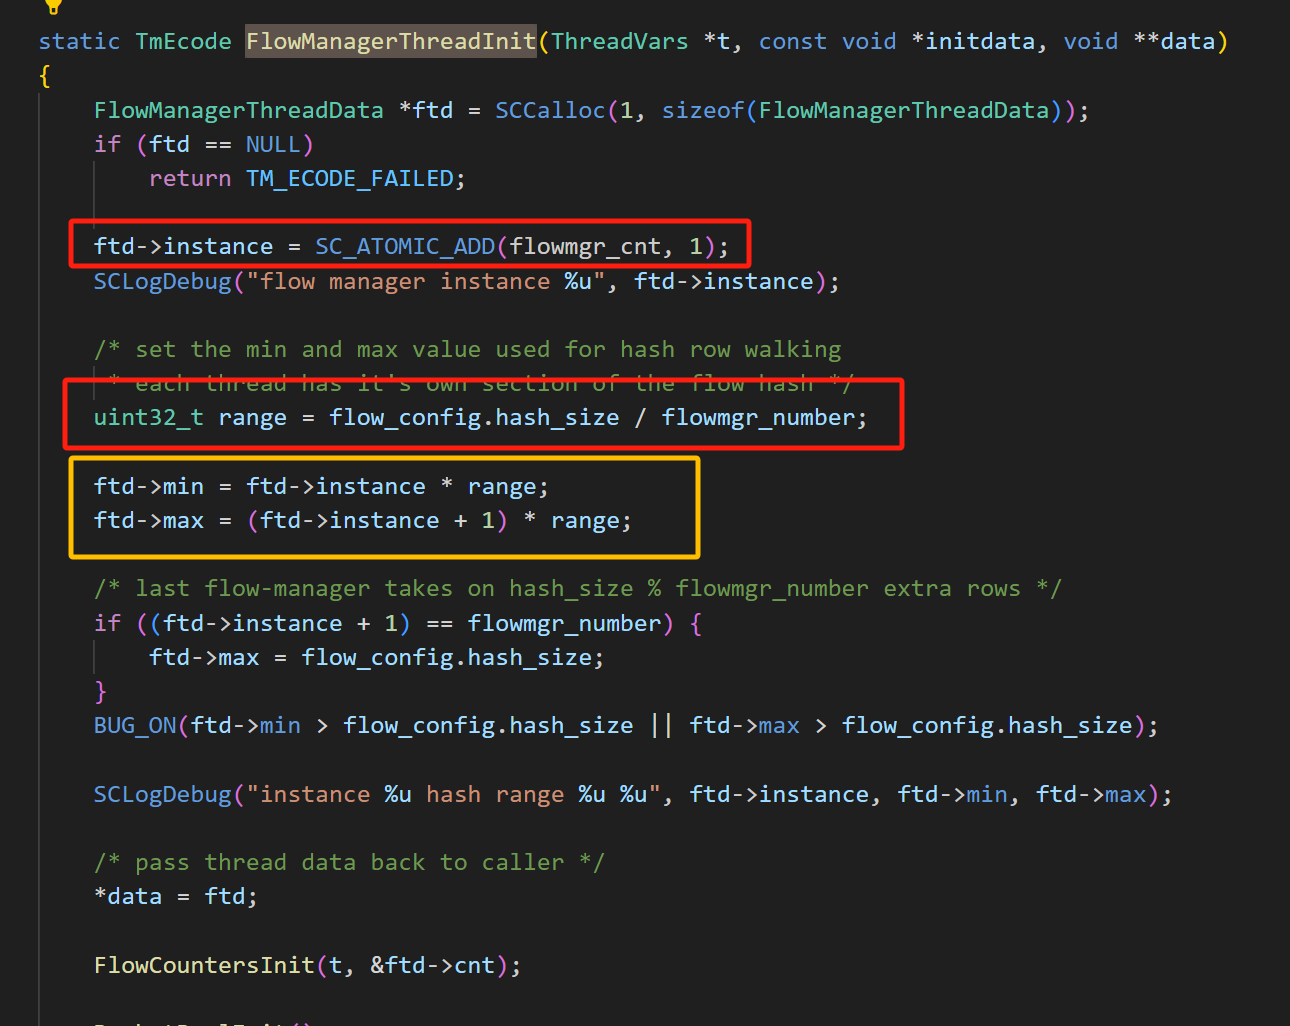 static TmEcode FlowManagerThreadInit(ThreadVars *t, const void *initdata, void **data)
{
FlowManagerThreadData *ftd = SCCalloc(1, sizeof(FlowManagerThreadData));
if (ftd == NULL)
return TM_ECODE_FAILED;
ftd->instance = SC_ATOMIC_ADD(flowmgr_cnt, 1);
SCLogDebug("flow manager instance %u", ftd->instance);
/* set the min and max value used for hash row walking
* each thread has it's own section of the flow hash */
uint32_t range = flow_config.hash_size / flowmgr_number;
ftd->min = ftd->instance * range;
ftd->max = (ftd->instance + 1) * range;
/* last flow-manager takes on hash_size % flowmgr_number extra rows */
if ((ftd->instance + 1) == flowmgr_number) {
ftd->max = flow_config.hash_size;
}
BUG_ON(ftd->min > flow_config.hash_size || ftd->max > flow_config.hash_size);
SCLogDebug("instance %u hash range %u %u", ftd->instance, ftd->min, ftd->max);
/* pass thread data back to caller */
*data = ftd;
FlowCountersInit(t, &ftd->cnt);